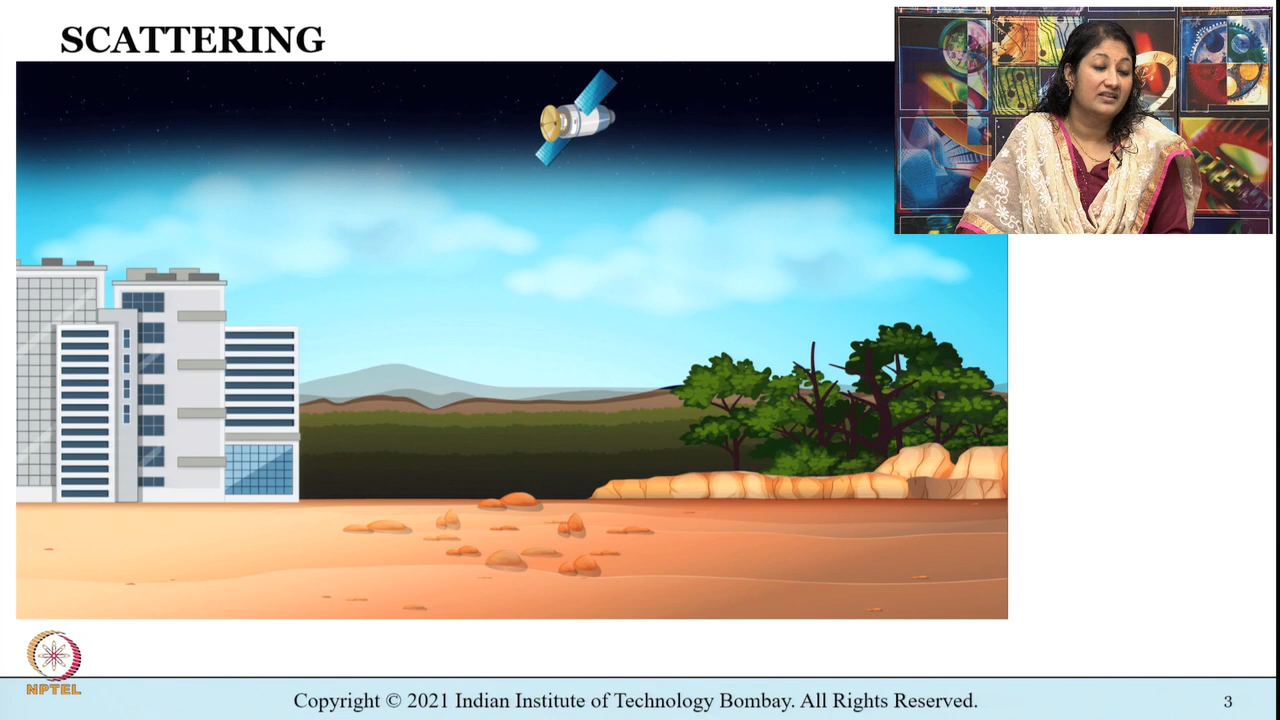 SCATTERING
NPTEL
Copyright © 2021 Indian Institute of Technology Bombay. All Rights Reserved.
3